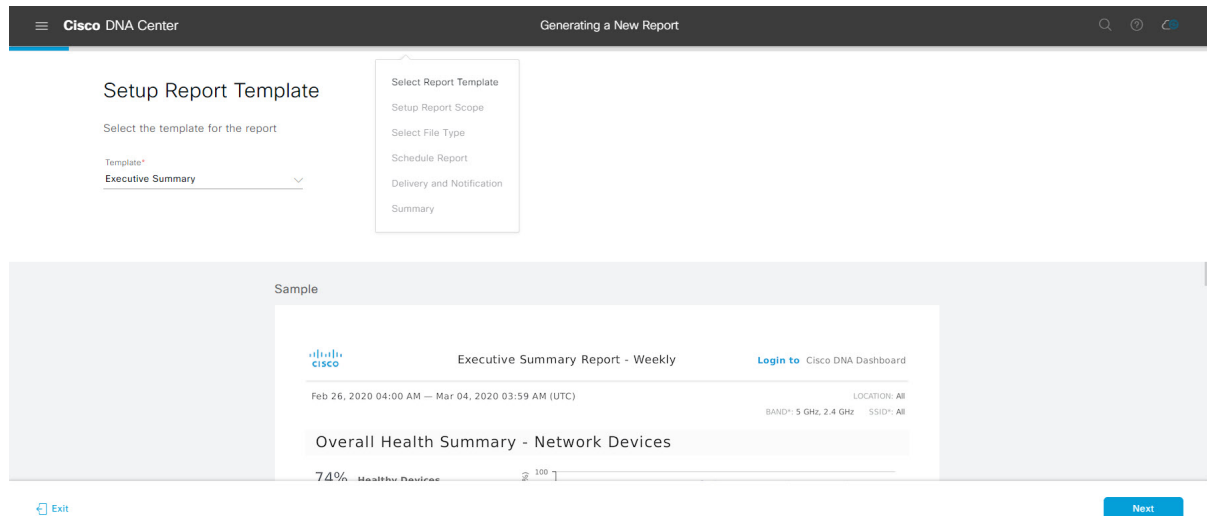 Cisco DNA Center
Generating a New Report
Setup Report Template
Select the template for the report
Template*
Executive Summary
Select Report Template
Setup Report Scope
Select File Type
Schedule Report
Delivery and Notification
Summary
Sample
CISCO
Executive Summary Report - Weekly
Login to Cisco DNA Dashboard
Feb 26, 2020 04:00 AM — Mar 04, 2020 03:59 AM (UTC)
LOCATION: All
BAND*: 5 GHz, 2.4 GHz SSID*: All
Overall Health Summary - Network Devices
74% Healthy Devices
100
Exit
Next